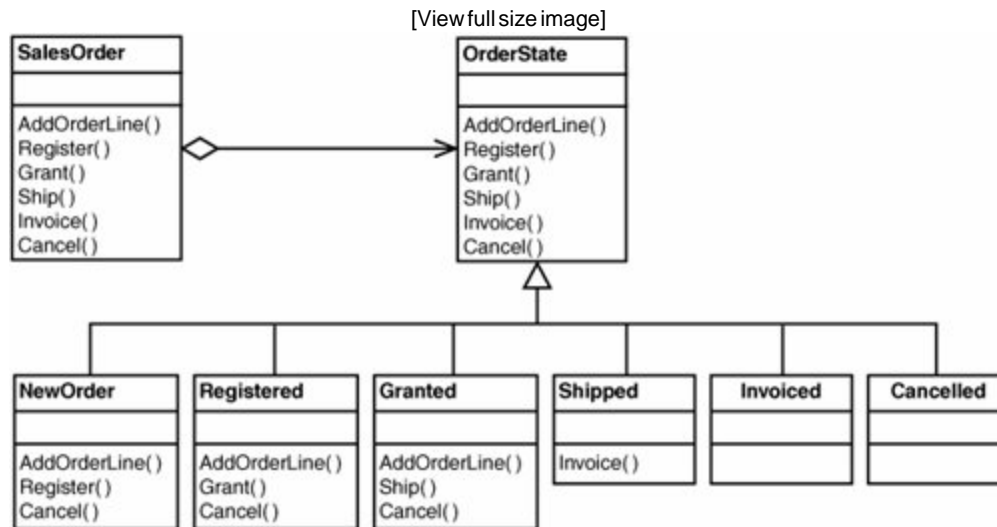 [View full size image]
SalesOrder
AddOrderLine()
Register()
Grant()
Ship()
Invoice()
Cancel()
OrderState
AddOrderLine()
Register()
Grant()
Ship()
Invoice()
Cancel()
NewOrder
AddOrderLine()
Register()
Cancel()
Registered
AddOrderLine()
Grant()
Cancel()
Granted
AddOrderLine()
Ship()
Cancel()
Shipped
Invoice()
Invoiced
Cancelled